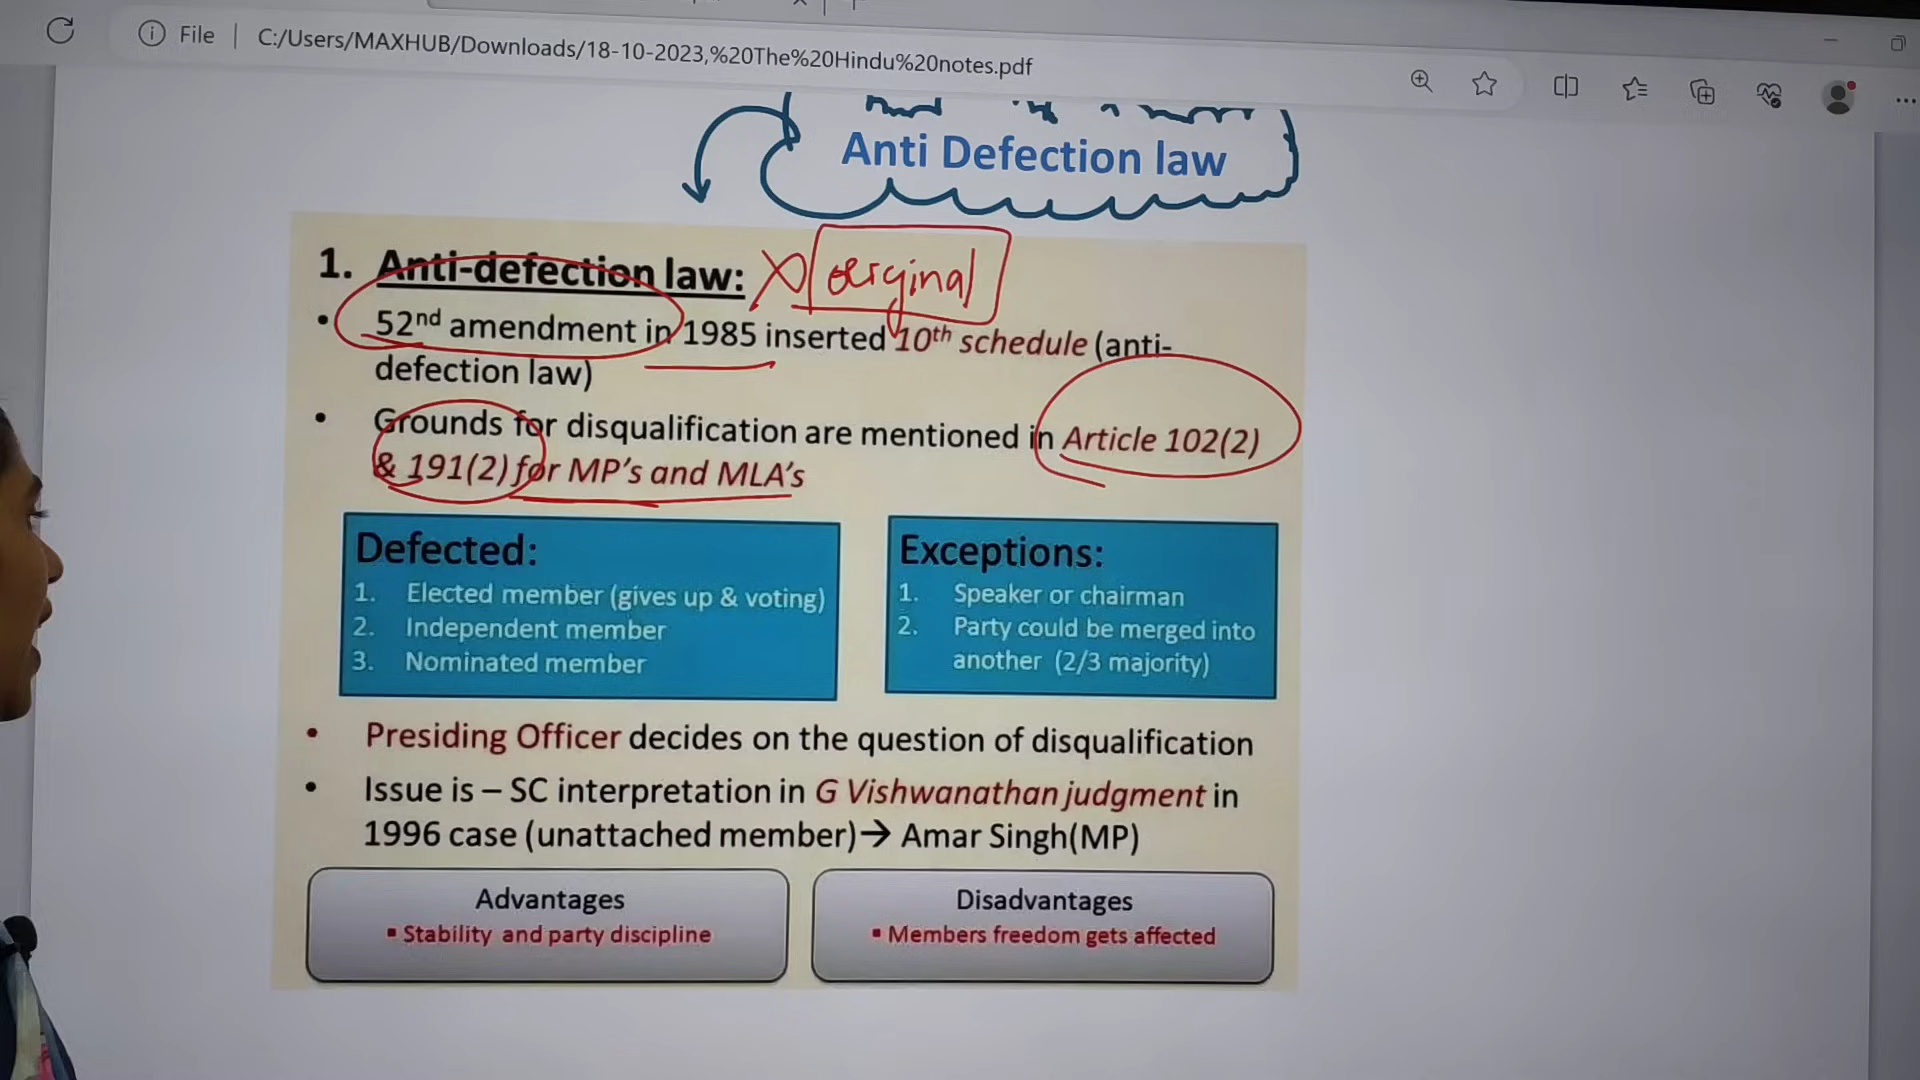 File | C:/Users/MAXHUB/Downloads/18-10-2023,%20The%20Hindu%20notes.pdf
Anti Defection law
1. Anti-defection law: X original
• 52nd amendment in 1985 inserted 10th schedule (anti-
defection law)
• Grounds for disqualification are mentioned in Article 102(2)
& 191(2) for MP's and MLA's
Defected:
1. Elected member (gives up & voting)
2. Independent member
3. Nominated member
Exceptions:
1. Speaker or chairman
2. Party could be merged into
another (2/3 majority)
• Presiding Officer decides on the question of disqualification
• Issue is – SC interpretation in G Vishwanathan judgment in
1996 case (unattached member)→ Amar Singh(MP)
Advantages
▪ Stability and party discipline
Disadvantages
▪ Members freedom gets affected